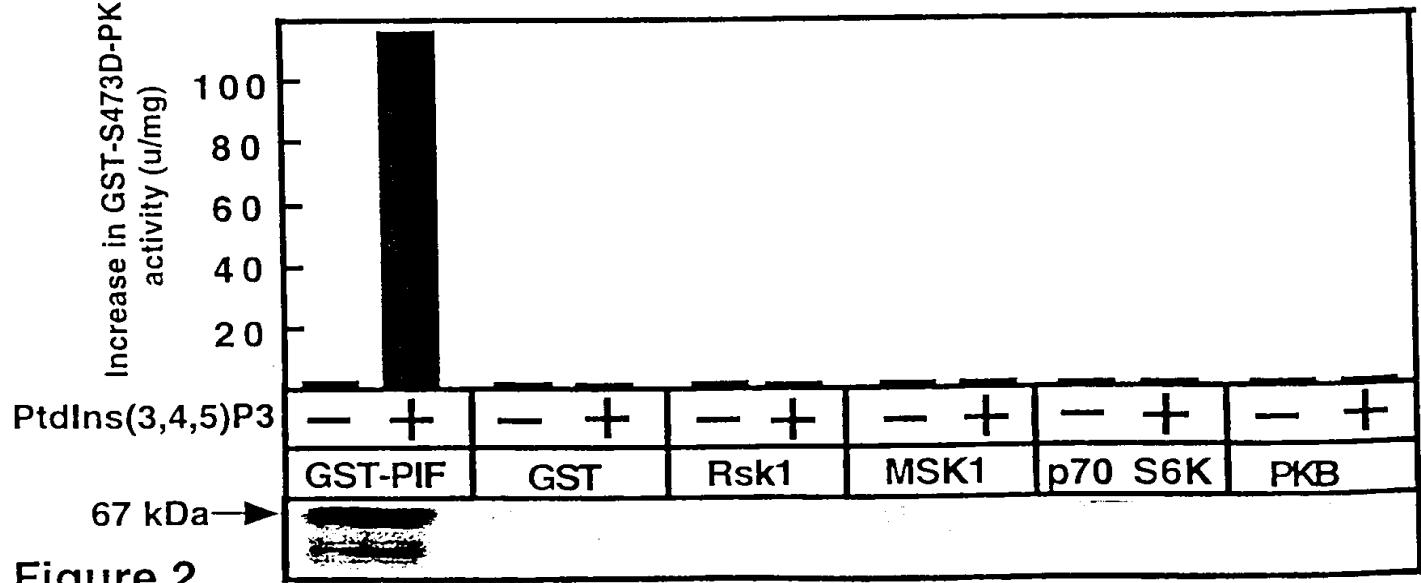 Increase in GST-S473D-PK
activity (u/mg)
100
80
60
40
20
PtdIns(3,4,5)P3 − + − + − + − + − + − +
GST-PIF GST Rsk1 MSK1 p70 S6K PKB
67 kDa
Figure 2